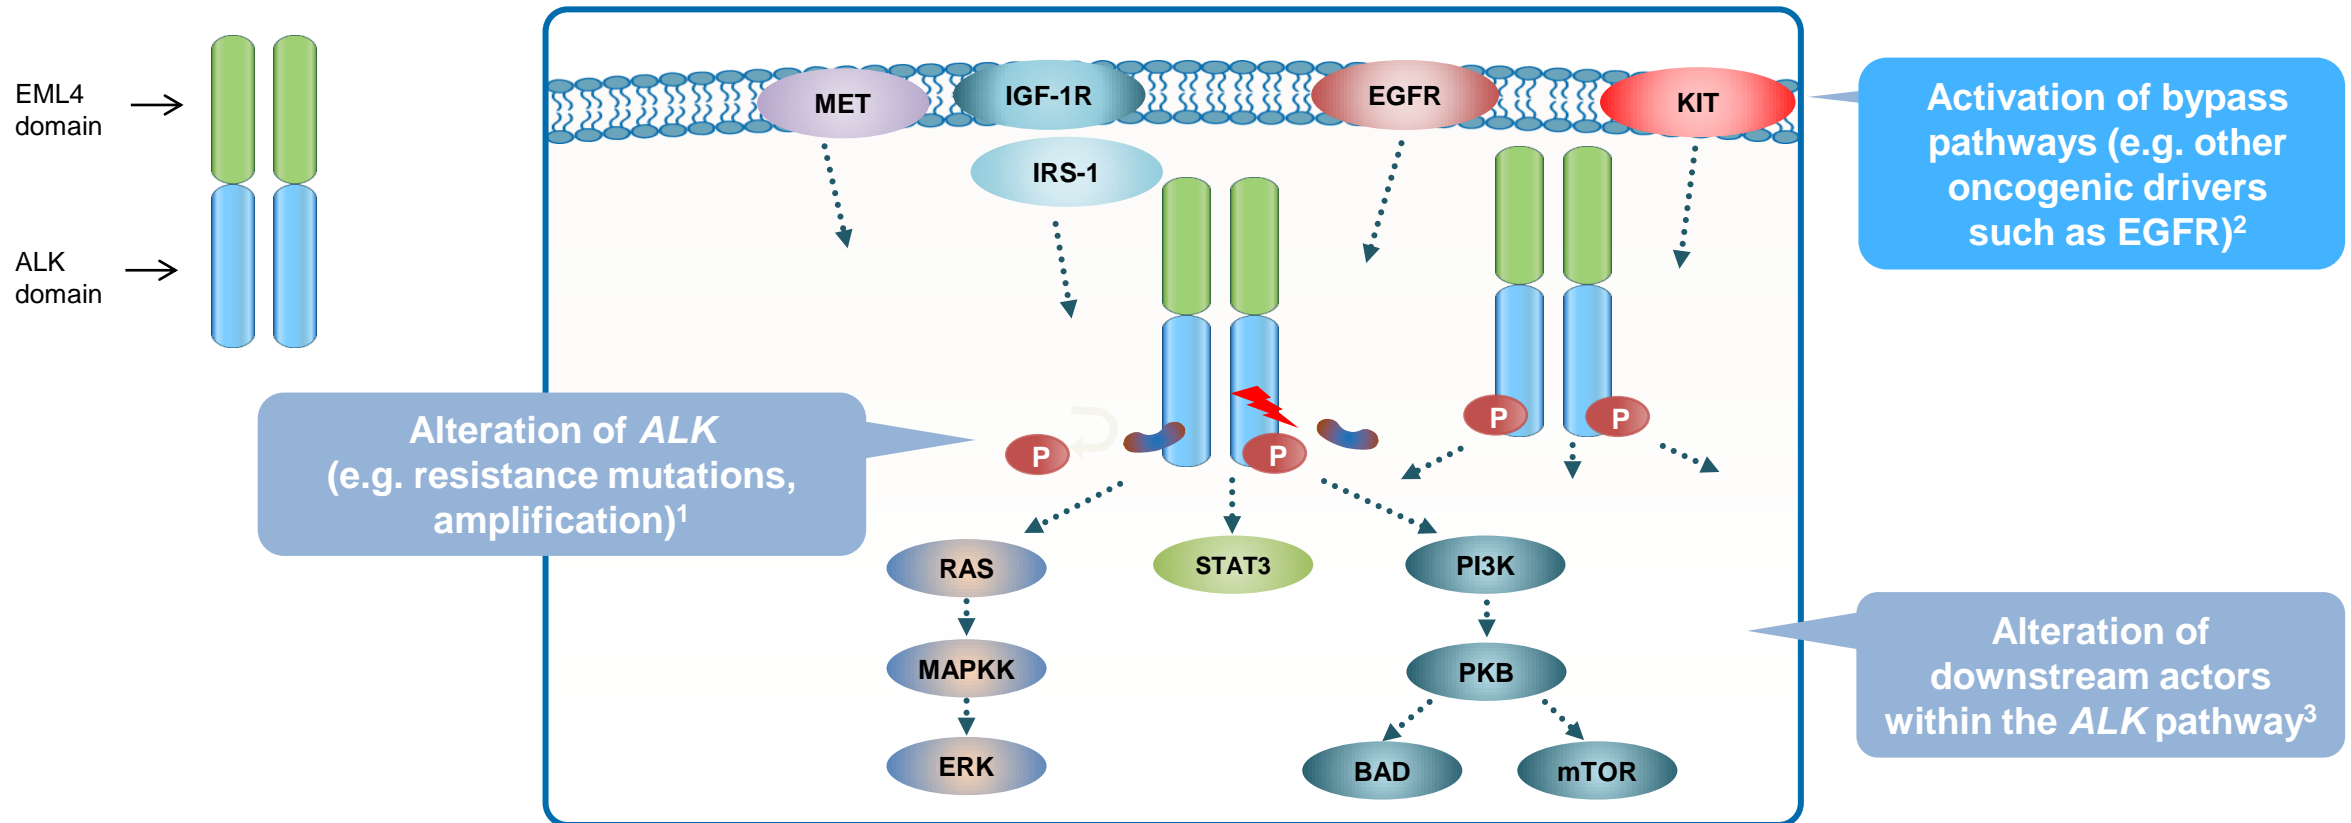 EML4
domain
ALK
domain
MET
IGF-1R
EGFR
KIT
IRS-1
Activation of bypass
pathways (e.g. other
oncogenic drivers
such as EGFR)2
Alteration of ALK
(e.g. resistance mutations,
amplification)1
P
P
P
P
RAS
STAT3
PI3K
MAPKK
PKB
ERK
BAD
mTOR
Alteration of
downstream actors
within the ALK pathway3